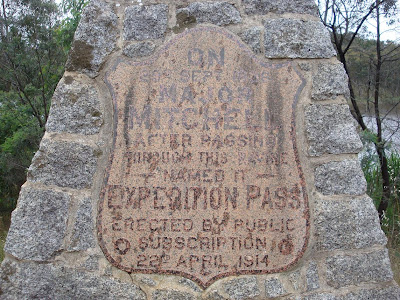 ON
MAJOR
MITCHELL
AFTER PASSING
THROUGH THIS RAVINE
NAMED IT
EXPEDITION PASS
ERECTED BY PUBLIC
SUBSCRIPTION
22ND APRIL 1914